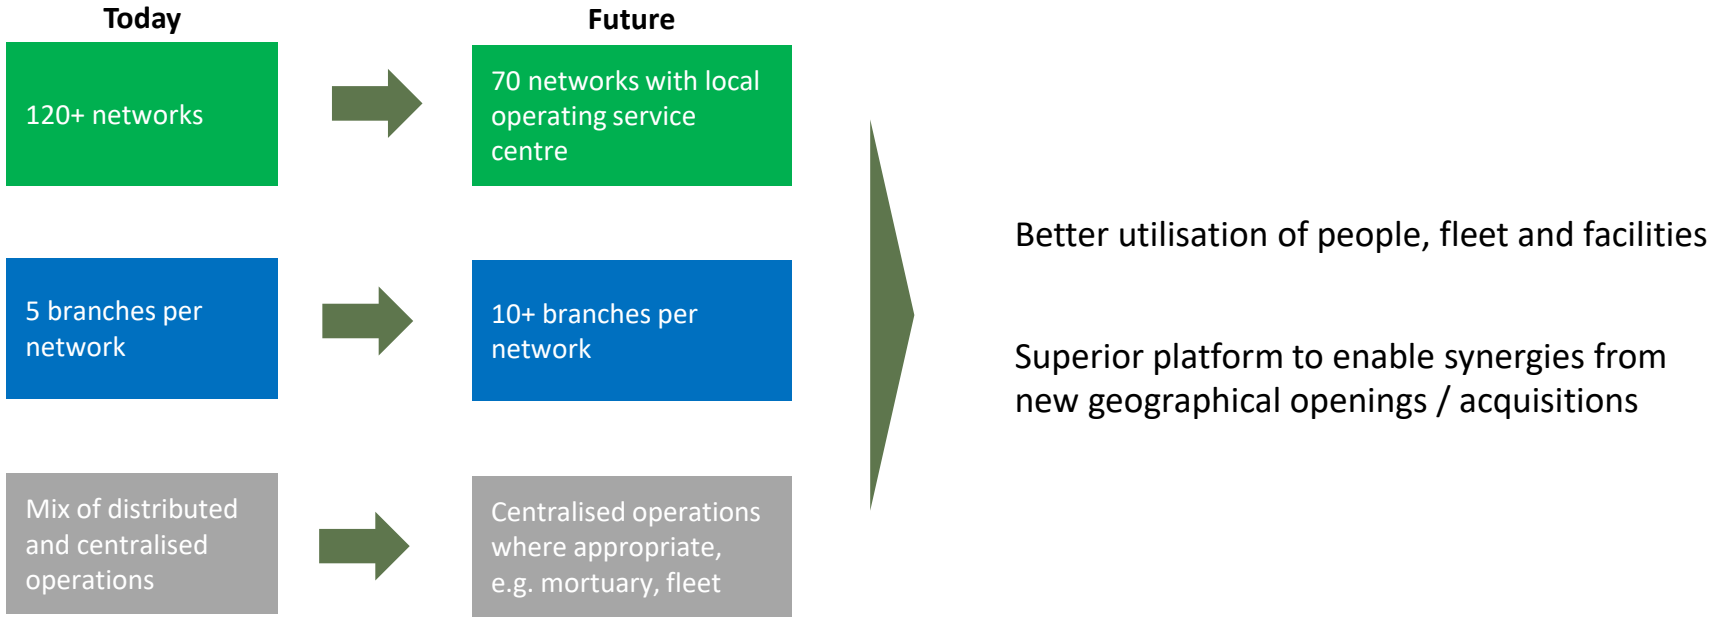 Today
Future
120+ networks
70 networks with local
operating service
centre
5 branches per
network
10+ branches per
network
Mix of distributed
and centralised
operations
Centralised operations
where appropriate,
e.g. mortuary, fleet
Better utilisation of people, fleet and facilities
Superior platform to enable synergies from
new geographical openings / acquisitions